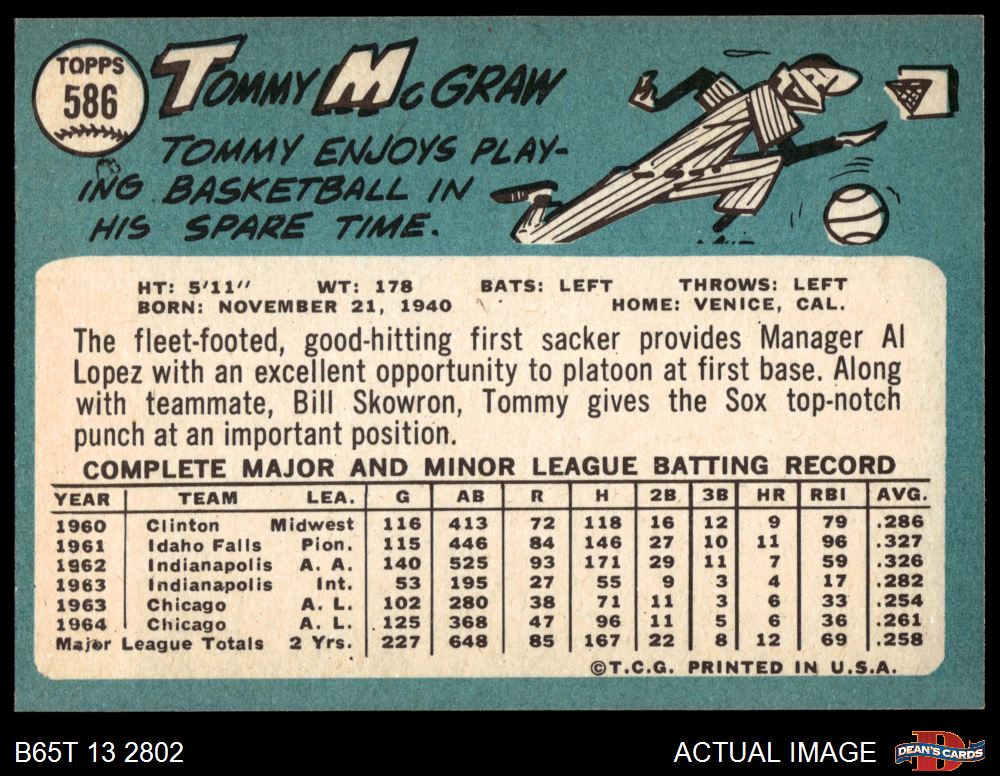 TOPPS
586
TOMMY McGRAW
TOMMY ENJOYS PLAY-
ING BASKETBALL IN
HIS SPARE TIME.
HT: 5'11" WT: 178 BATS: LEFT THROWS: LEFT
BORN: NOVEMBER 21, 1940 HOME: VENICE, CAL.
The fleet-footed, good-hitting first sacker provides Manager Al
Lopez with an excellent opportunity to platoon at first base. Along
with teammate, Bill Skowron, Tommy gives the Sox top-notch
punch at an important position.
COMPLETE MAJOR AND MINOR LEAGUE BATTING RECORD
YEAR TEAM LEA. G AB R H 2B 3B HR RBI AVG.
1960 Clinton Midwest 116 413 72 118 16 12 9 79 .286
1961 Idaho Falls Pion. 115 446 84 146 27 10 11 96 .327
1962 Indianapolis A. A. 140 525 93 171 29 11 7 59 .326
1963 Indianapolis Int. 53 195 27 55 9 3 4 17 .282
1963 Chicago A. L. 102 280 38 71 11 3 6 33 .254
1964 Chicago A. L. 125 368 47 96 11 5 6 36 .261
Major League Totals 2 Yrs. 227 648 85 167 22 8 12 69 .258
©T.C.G. PRINTED IN U.S.A.
B65T 13 2802 ACTUAL IMAGE DEAN'S CARDS